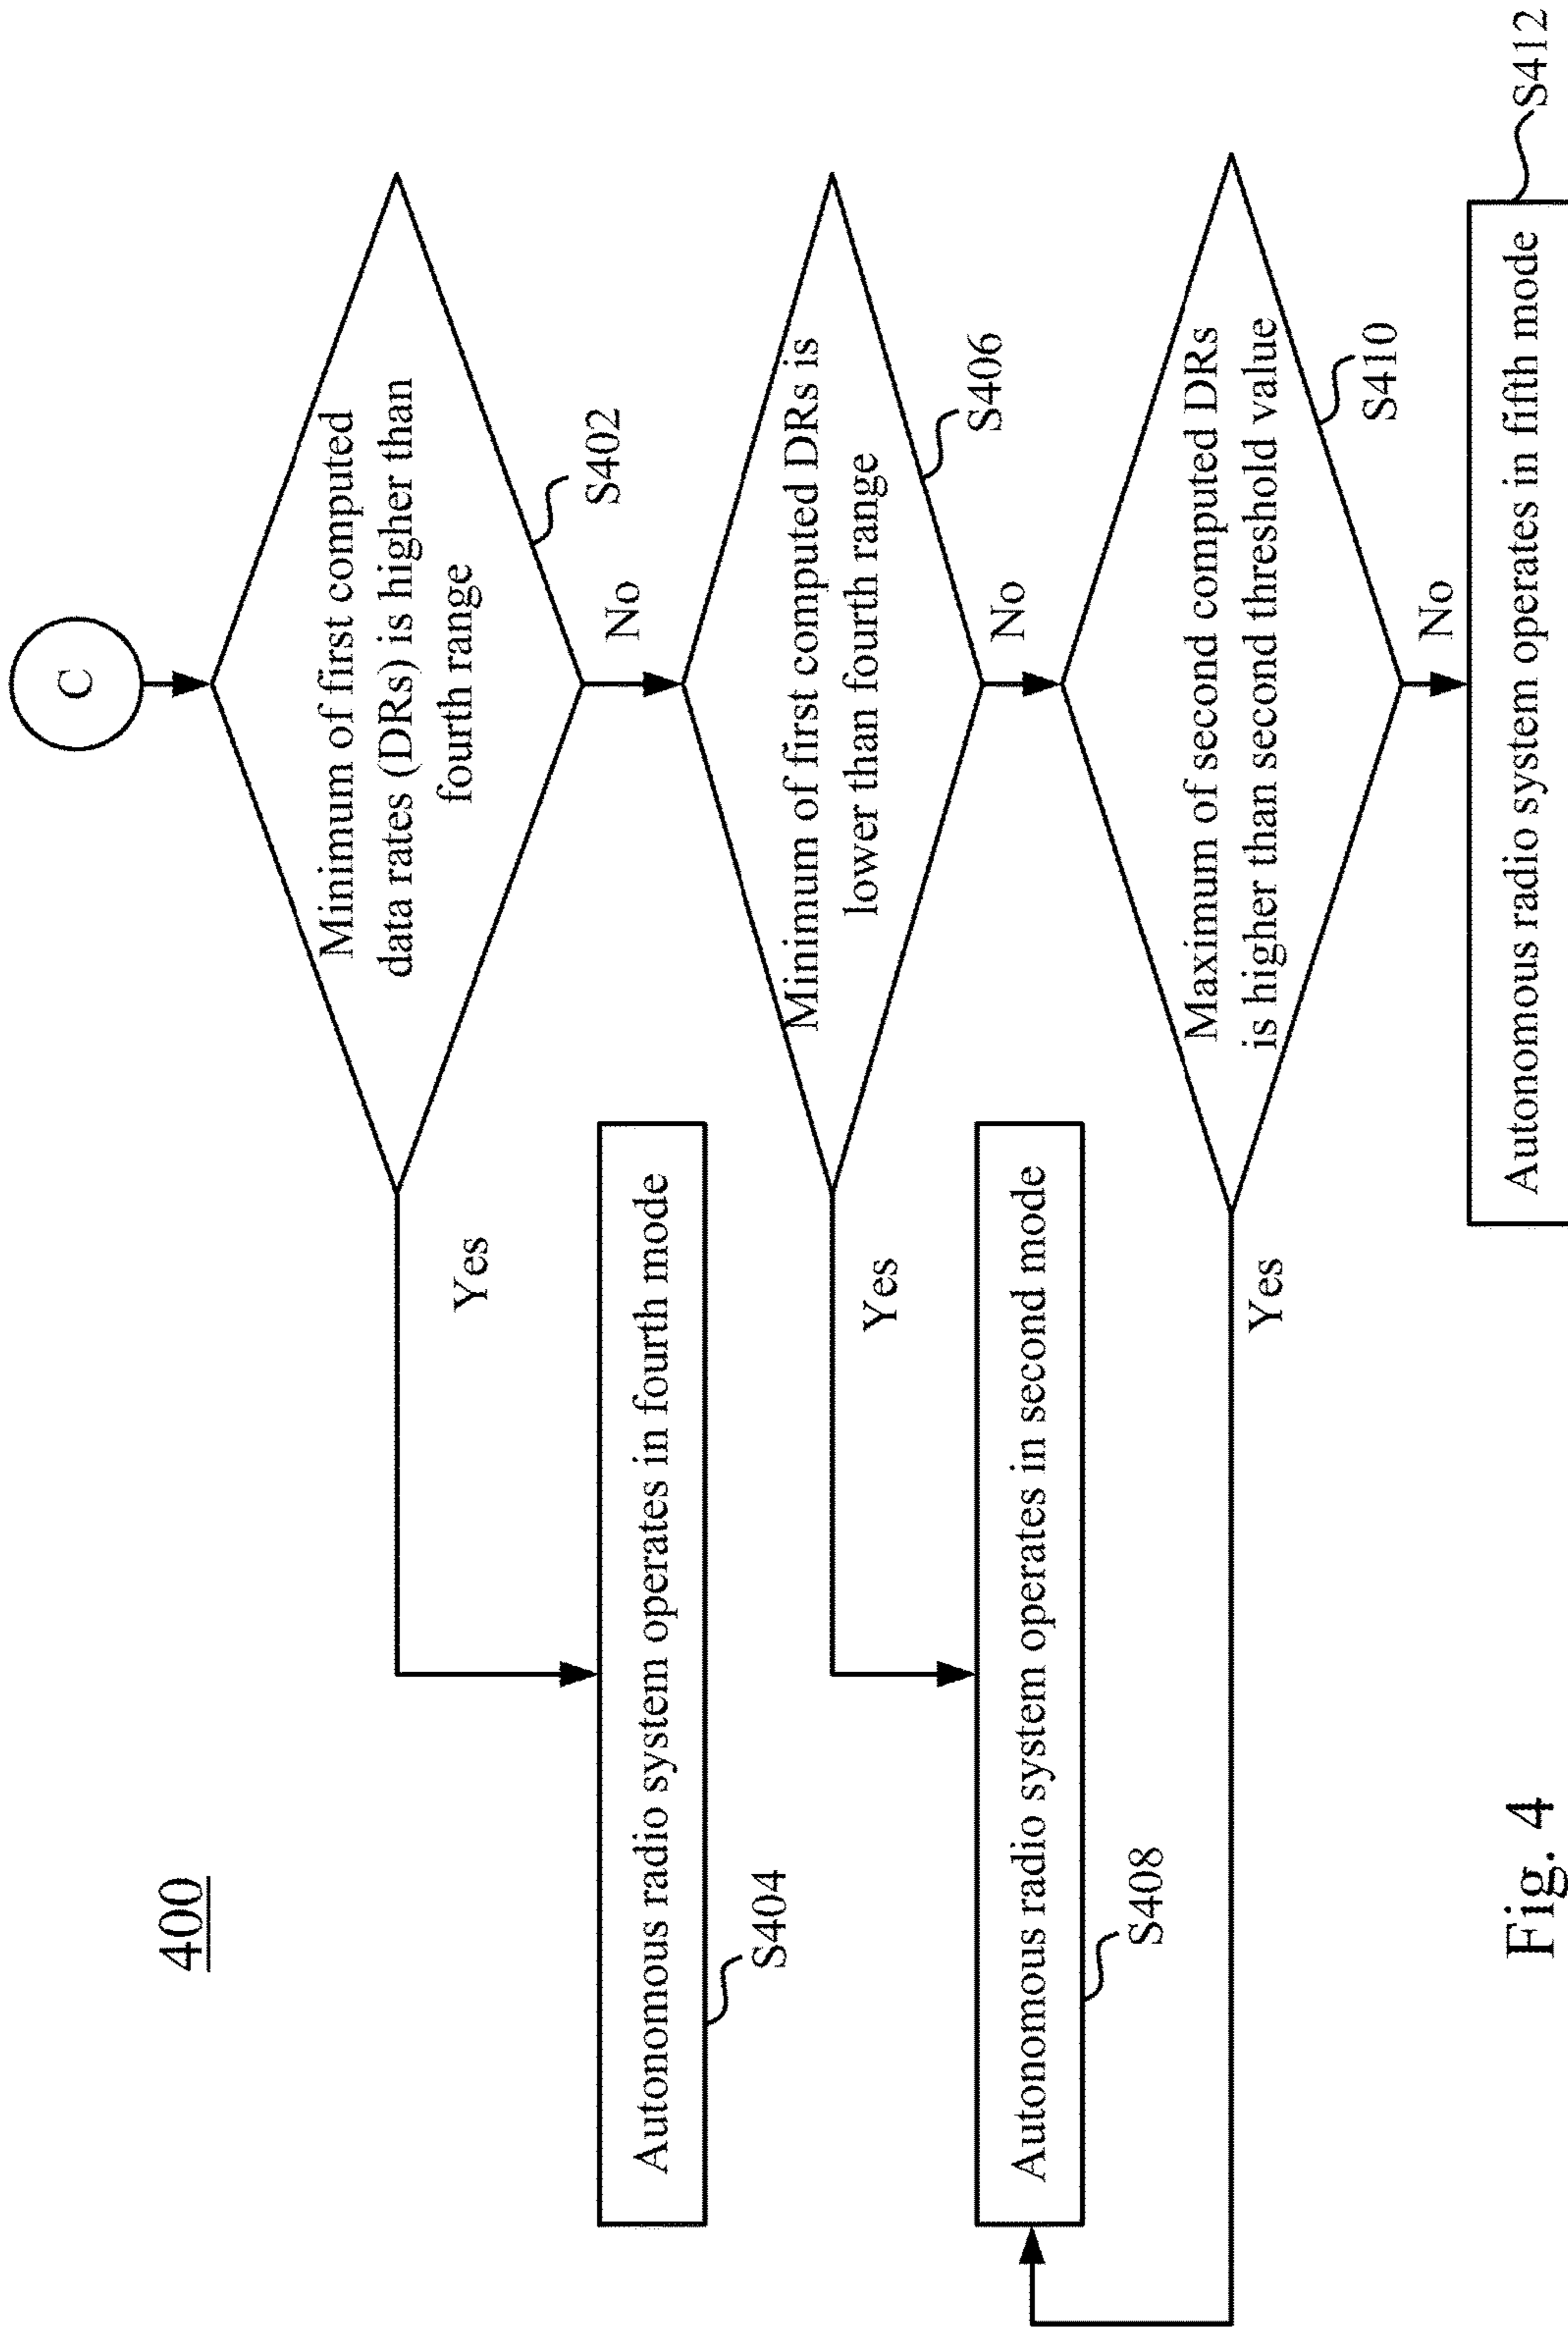 400
C
Minimum of first computed
data rates (DRs) is higher than
fourth range
S402
Yes
No
Autonomous radio system operates in fourth mode
S404
Minimum of first computed DRs is
lower than fourth range
S406
Yes
No
Autonomous radio system operates in second mode
S408
Maximum of second computed DRs
is higher than second threshold value
S410
Yes
No
Autonomous radio system operates in fifth mode
S412
Fig. 4